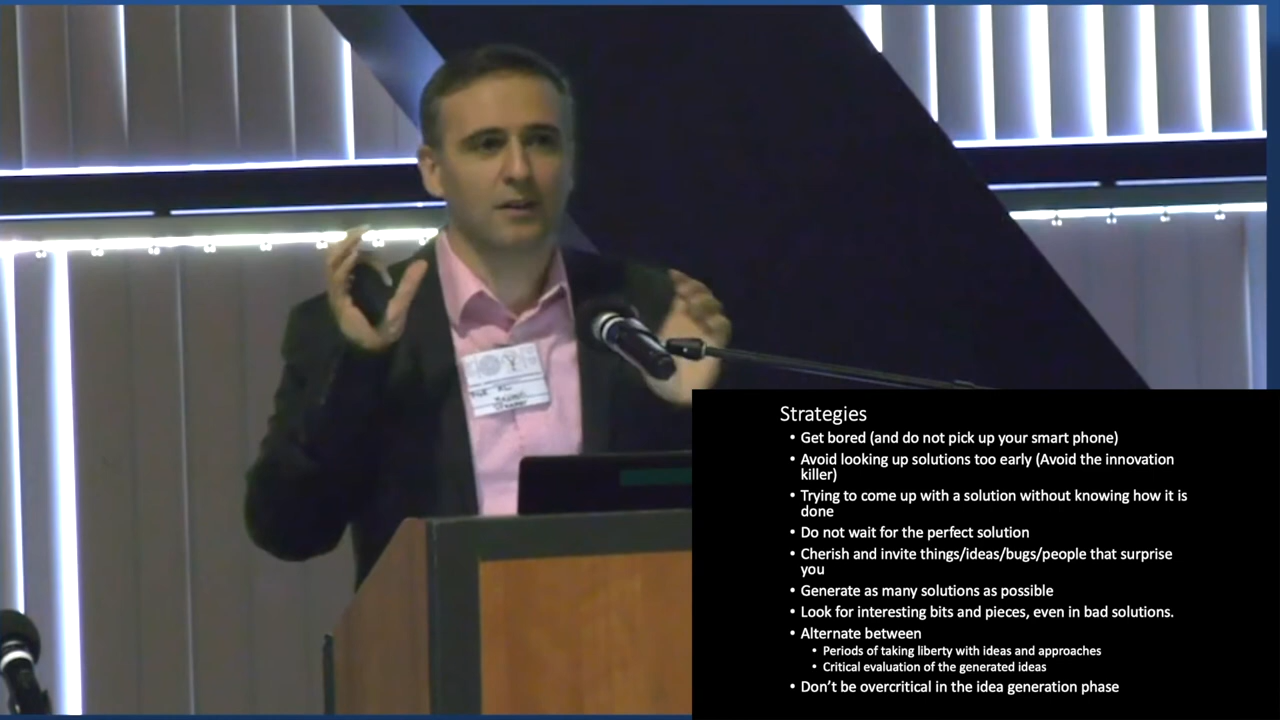 Strategies
• Get bored (and do not pick up your smart phone)
• Avoid looking up solutions too early (Avoid the innovation
killer)
• Trying to come up with a solution without knowing how it is
done
• Do not wait for the perfect solution
• Cherish and invite things/ideas/bugs/people that surprise
you
• Generate as many solutions as possible
• Look for interesting bits and pieces, even in bad solutions.
• Alternate between
• Periods of taking liberty with ideas and approaches
• Critical evaluation of the generated ideas
• Don't be overcritical in the idea generation phase